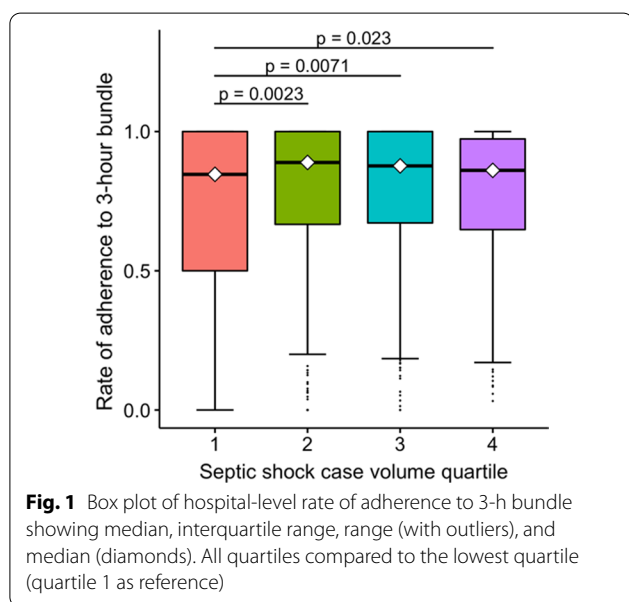 p = 0.023
p = 0.0071
p = 0.0023
Rate of adherence to 3-hour bundle
1.0
0.5
0.0
1 2 3 4
Septic shock case volume quartile
Fig. 1 Box plot of hospital-level rate of adherence to 3-h bundle
showing median, interquartile range, range (with outliers), and
median (diamonds). All quartiles compared to the lowest quartile
(quartile 1 as reference)